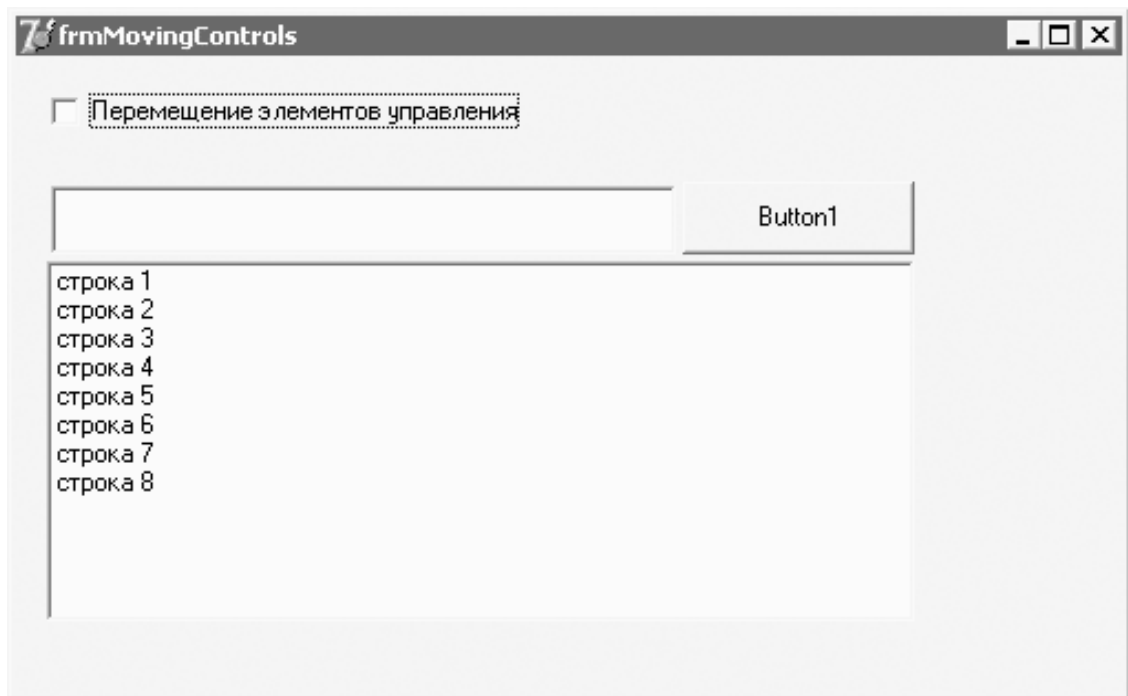 frmMovingControls
Перемещение элементов управления
Button1
строка 1
строка 2
строка 3
строка 4
строка 5
строка 6
строка 7
строка 8